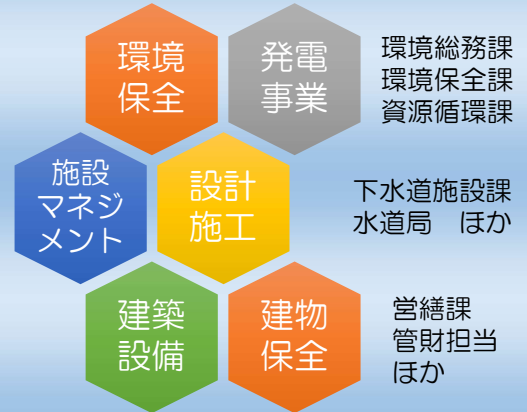 環境
保全
発電
事業
環境総務課
環境保全課
資源循環課
施設
マネジ
メント
設計
施工
下水道施設課
水道局　ほか
建築
設備
建物
保全
営繕課
管財担当
ほか